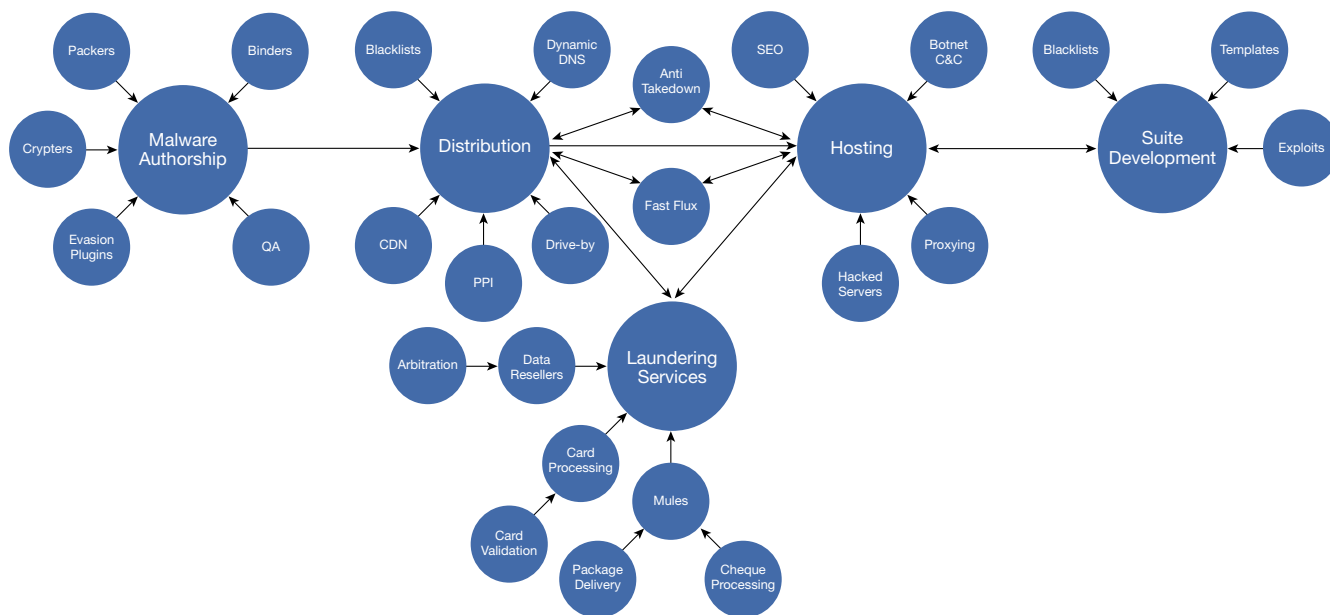 Packers
Binders
Blacklists
Dynamic
DNS
SEO
Botnet
C&C
Blacklists
Templates
Anti
Takedown
Crypters
Malware
Authorship
Distribution
Hosting
Suite
Development
Exploits
Fast Flux
Evasion
Plugins
QA
CDN
PPI
Drive-by
Hacked
Servers
Proxying
Arbitration
Data
Resellers
Laundering
Services
Card
Processing
Mules
Card
Validation
Package
Delivery
Cheque
Processing